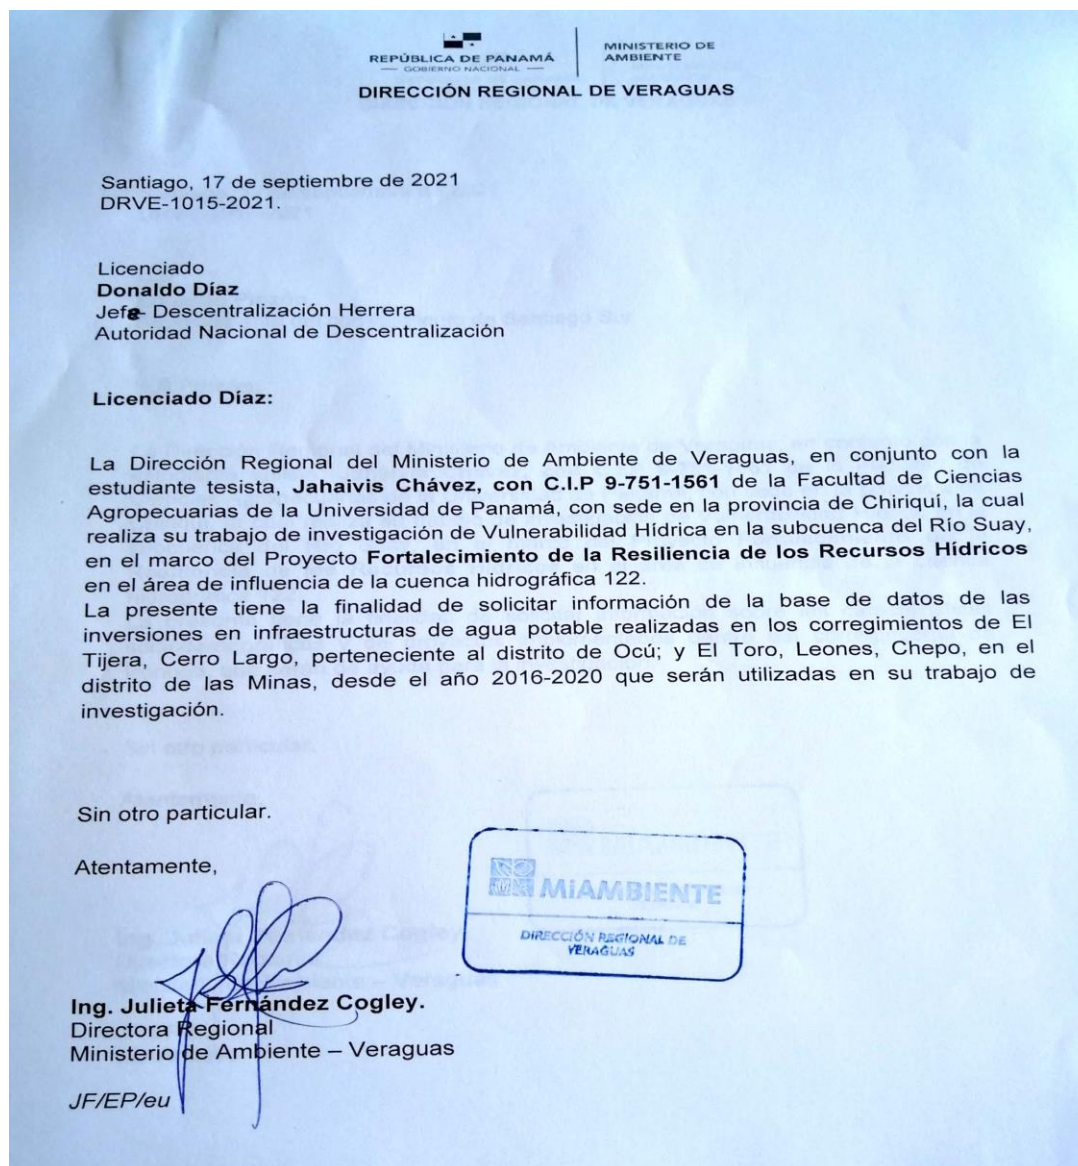 REPÚBLICA DE PANAMÁ
— GOBIERNO NACIONAL —
MINISTERIO DE
AMBIENTE
DIRECCIÓN REGIONAL DE VERAGUAS
Santiago, 17 de septiembre de 2021
DRVE-1015-2021.
Licenciado
Donaldo Díaz
Jefe- Descentralización Herrera
Autoridad Nacional de Descentralización
Licenciado Díaz:
La Dirección Regional del Ministerio de Ambiente de Veraguas, en conjunto con la
estudiante tesista, Jahaivis Chávez, con C.I.P 9-751-1561 de la Facultad de Ciencias
Agropecuarias de la Universidad de Panamá, con sede en la provincia de Chiriquí, la cual
realiza su trabajo de investigación de Vulnerabilidad Hídrica en la subcuenca del Río Suay,
en el marco del Proyecto Fortalecimiento de la Resiliencia de los Recursos Hídricos
en el área de influencia de la cuenca hidrográfica 122.
La presente tiene la finalidad de solicitar información de la base de datos de las
inversiones en infraestructuras de agua potable realizadas en los corregimientos de El
Tijera, Cerro Largo, perteneciente al distrito de Ocú; y El Toro, Leones, Chepo, en el
distrito de las Minas, desde el año 2016-2020 que serán utilizadas en su trabajo de
investigación.
Sin otro particular.
Atentamente,
MiAMBIENTE
DIRECCIÓN REGIONAL DE
VERAGUAS
Ing. Julieta Fernández Cogley.
Directora Regional
Ministerio de Ambiente – Veraguas
JF/EP/eu